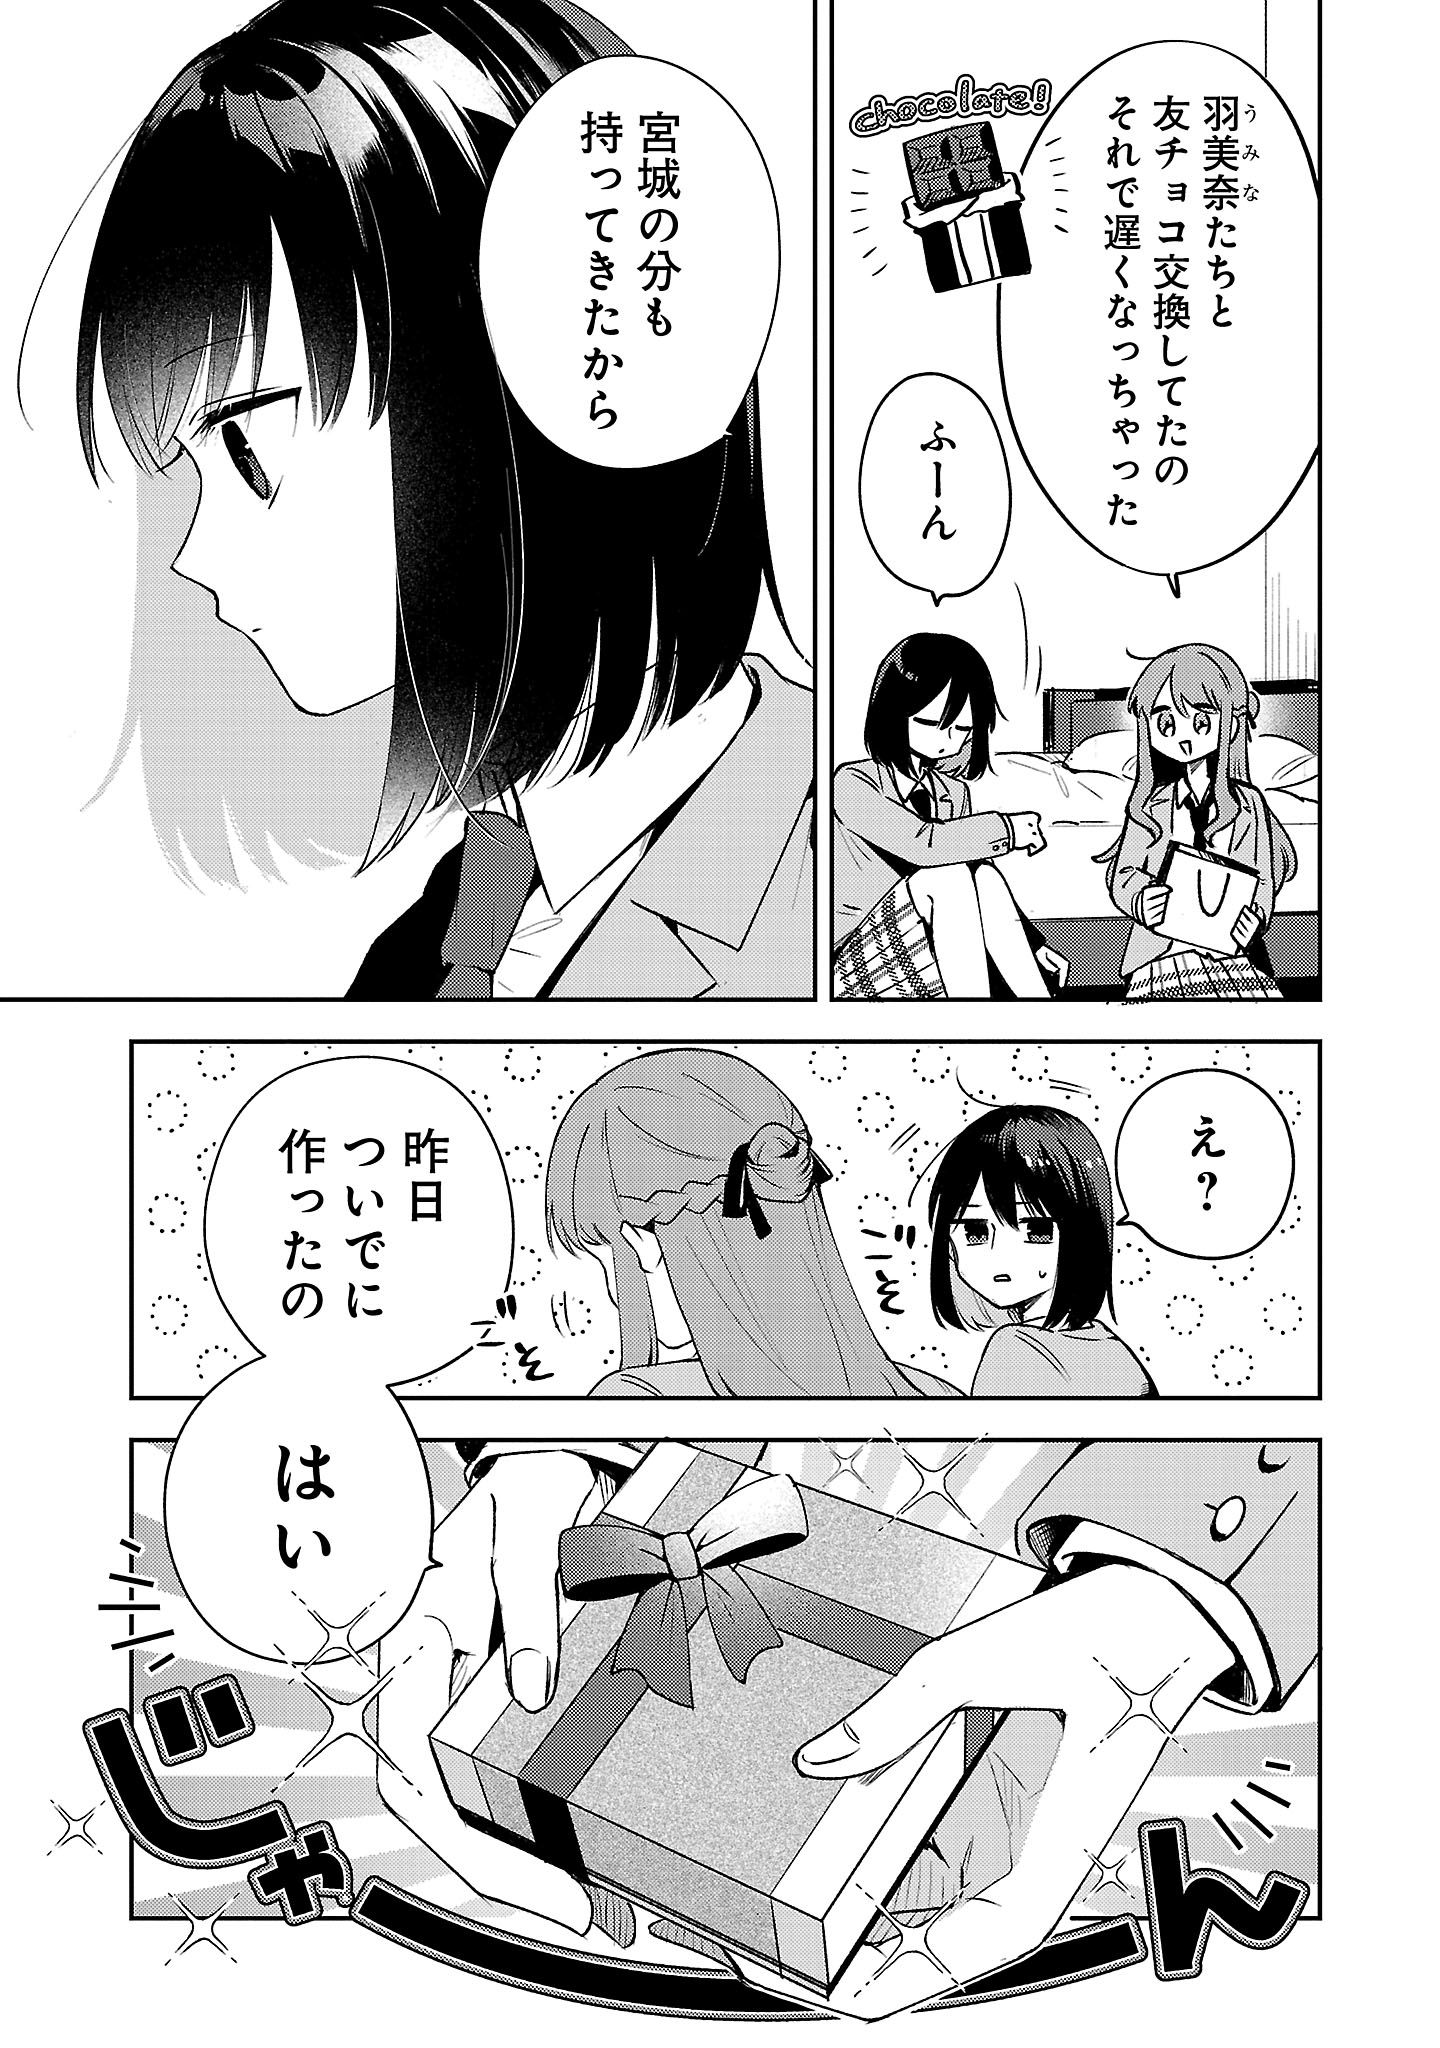 羽美奈たちと
うみな
友チョコ交換してたの
それで遅くなっちゃった
chocolate!
ふーん
宮城の分も
持ってきたから
え?
ごそ
ごそ
昨日
ついでに
作ったの
はい
じゃーん